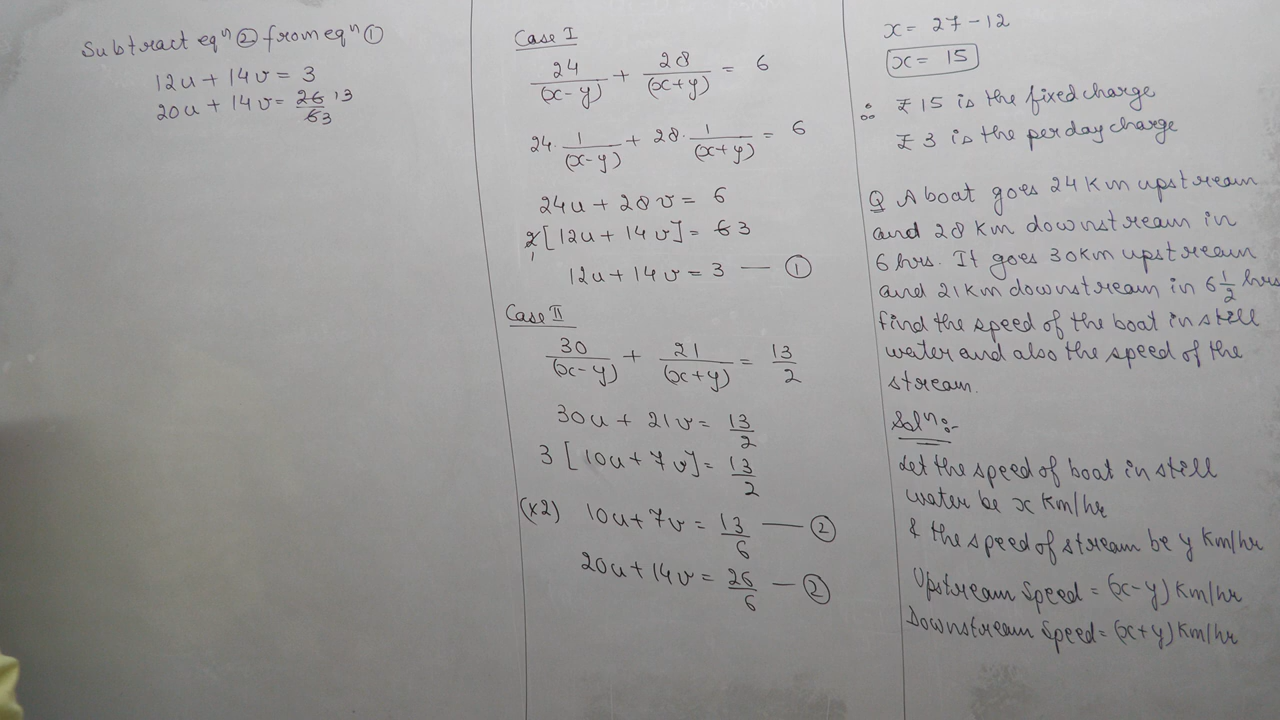 Subtract eqⁿ ② from eqⁿ ①
12u + 14v = 3
20u + 14v = 26/63 13
Case I
24/(x-y) + 28/(x+y) = 6
24·1/(x-y) + 28·1/(x+y) = 6
24u + 28v = 6
2[12u + 14v] = 6 3
1
12u + 14v = 3 — ①
Case II
30/(x-y) + 21/(x+y) = 13/2
30u + 21v = 13/2
3[10u + 7v] = 13/2
(x2) 10u + 7v = 13/6 — ②
20u + 14v = 26/6 — ②
x = 27 - 12
x = 15
∴ ₹ 15 is the fixed charge
₹ 3 is the per day charge
Q A boat goes 24 Km upstream
and 28 Km downstream in
6 hrs. It goes 30 Km upstream
and 21 Km downstream in 6 1/2 hrs
find the speed of the boat in still
water and also the speed of the
stream.
Solⁿ:-
Let the speed of boat in still
water be x Km/hr
& the speed of stream be y Km/hr
Upstream Speed = (x-y) Km/hr
Downstream Speed = (x+y) Km/hr